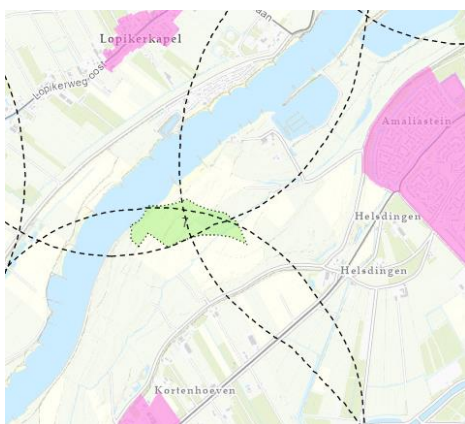 Lopikerkapel
Lopikerweg oost
Amaliastein
Helsdingen
Helsdingen
Kortenhoeven